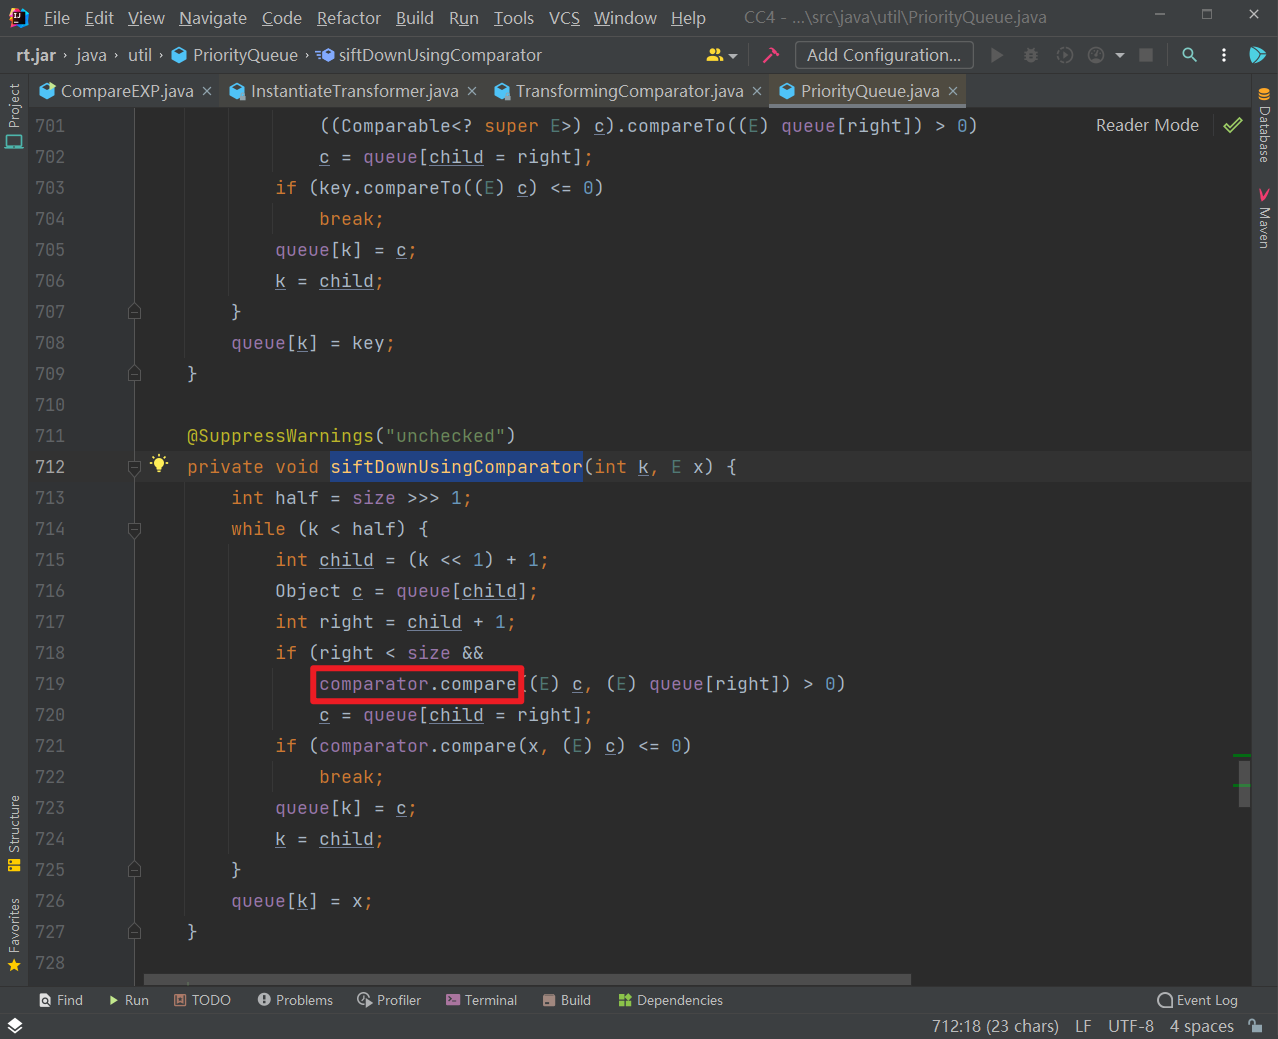 File Edit View Navigate Code Refactor Build Run Tools VCS Window Help CC4 - ...\src\java\util\PriorityQueue.java
rt.jar › java › util › PriorityQueue › siftDownUsingComparator Add Configuration...
CompareEXP.java × InstantiateTransformer.java × TransformingComparator.java × PriorityQueue.java ×
Project
Structure
Favorites
Reader Mode
Database
Maven
701 ((Comparable<? super E>) c).compareTo((E) queue[right]) > 0)
702 c = queue[child = right];
703 if (key.compareTo((E) c) <= 0)
704 break;
705 queue[k] = c;
706 k = child;
707 }
708 queue[k] = key;
709 }
710
711 @SuppressWarnings("unchecked")
712 private void siftDownUsingComparator(int k, E x) {
713 int half = size >>> 1;
714 while (k < half) {
715 int child = (k << 1) + 1;
716 Object c = queue[child];
717 int right = child + 1;
718 if (right < size &&
719 comparator.compare((E) c, (E) queue[right]) > 0)
720 c = queue[child = right];
721 if (comparator.compare(x, (E) c) <= 0)
722 break;
723 queue[k] = c;
724 k = child;
725 }
726 queue[k] = x;
727 }
728
Find Run TODO Problems Profiler Terminal Build Dependencies Event Log
712:18 (23 chars) LF UTF-8 4 spaces